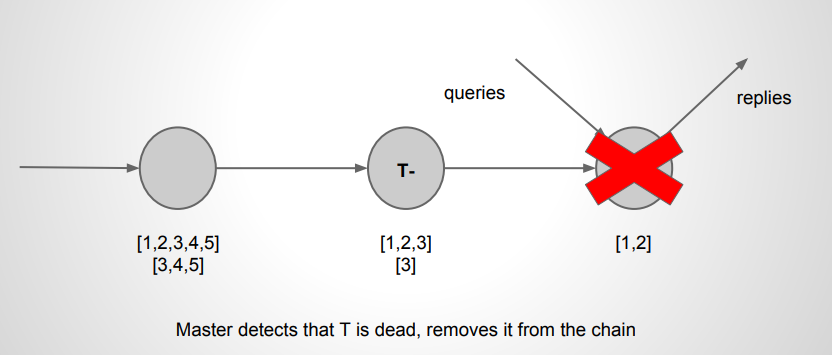 queries
replies
T-
[1,2,3,4,5]
[3,4,5]
[1,2,3]
[3]
[1,2]
Master detects that T is dead, removes it from the chain